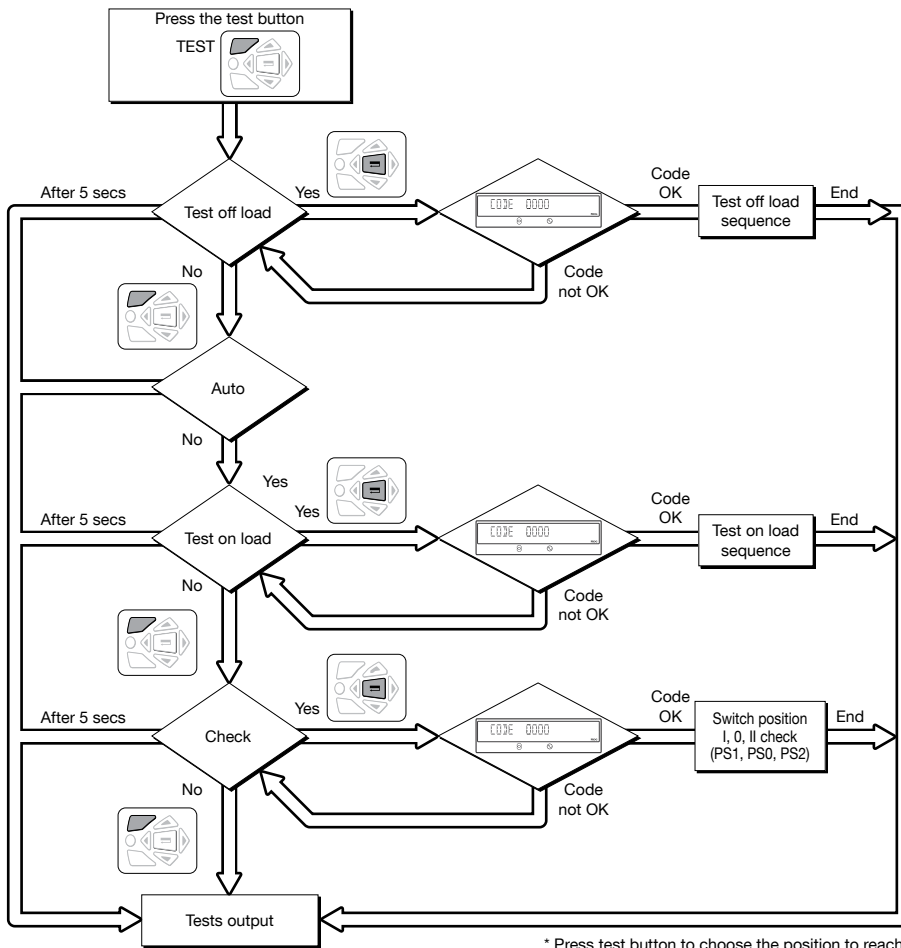 Press the test button
TEST
After 5 secs
Test off load
Yes
CODE 0000
Code
OK
Test off load
sequence
End
No
Code
not OK
Auto
No
Yes
After 5 secs
Test on load
Yes
CODE 0000
Code
OK
Test on load
sequence
End
No
Code
not OK
After 5 secs
Check
Yes
CODE 0000
Code
OK
Switch position
I, 0, II check
(PS1, PS0, PS2)
End
No
Code
not OK
Tests output
* Press test button to choose the position to reach